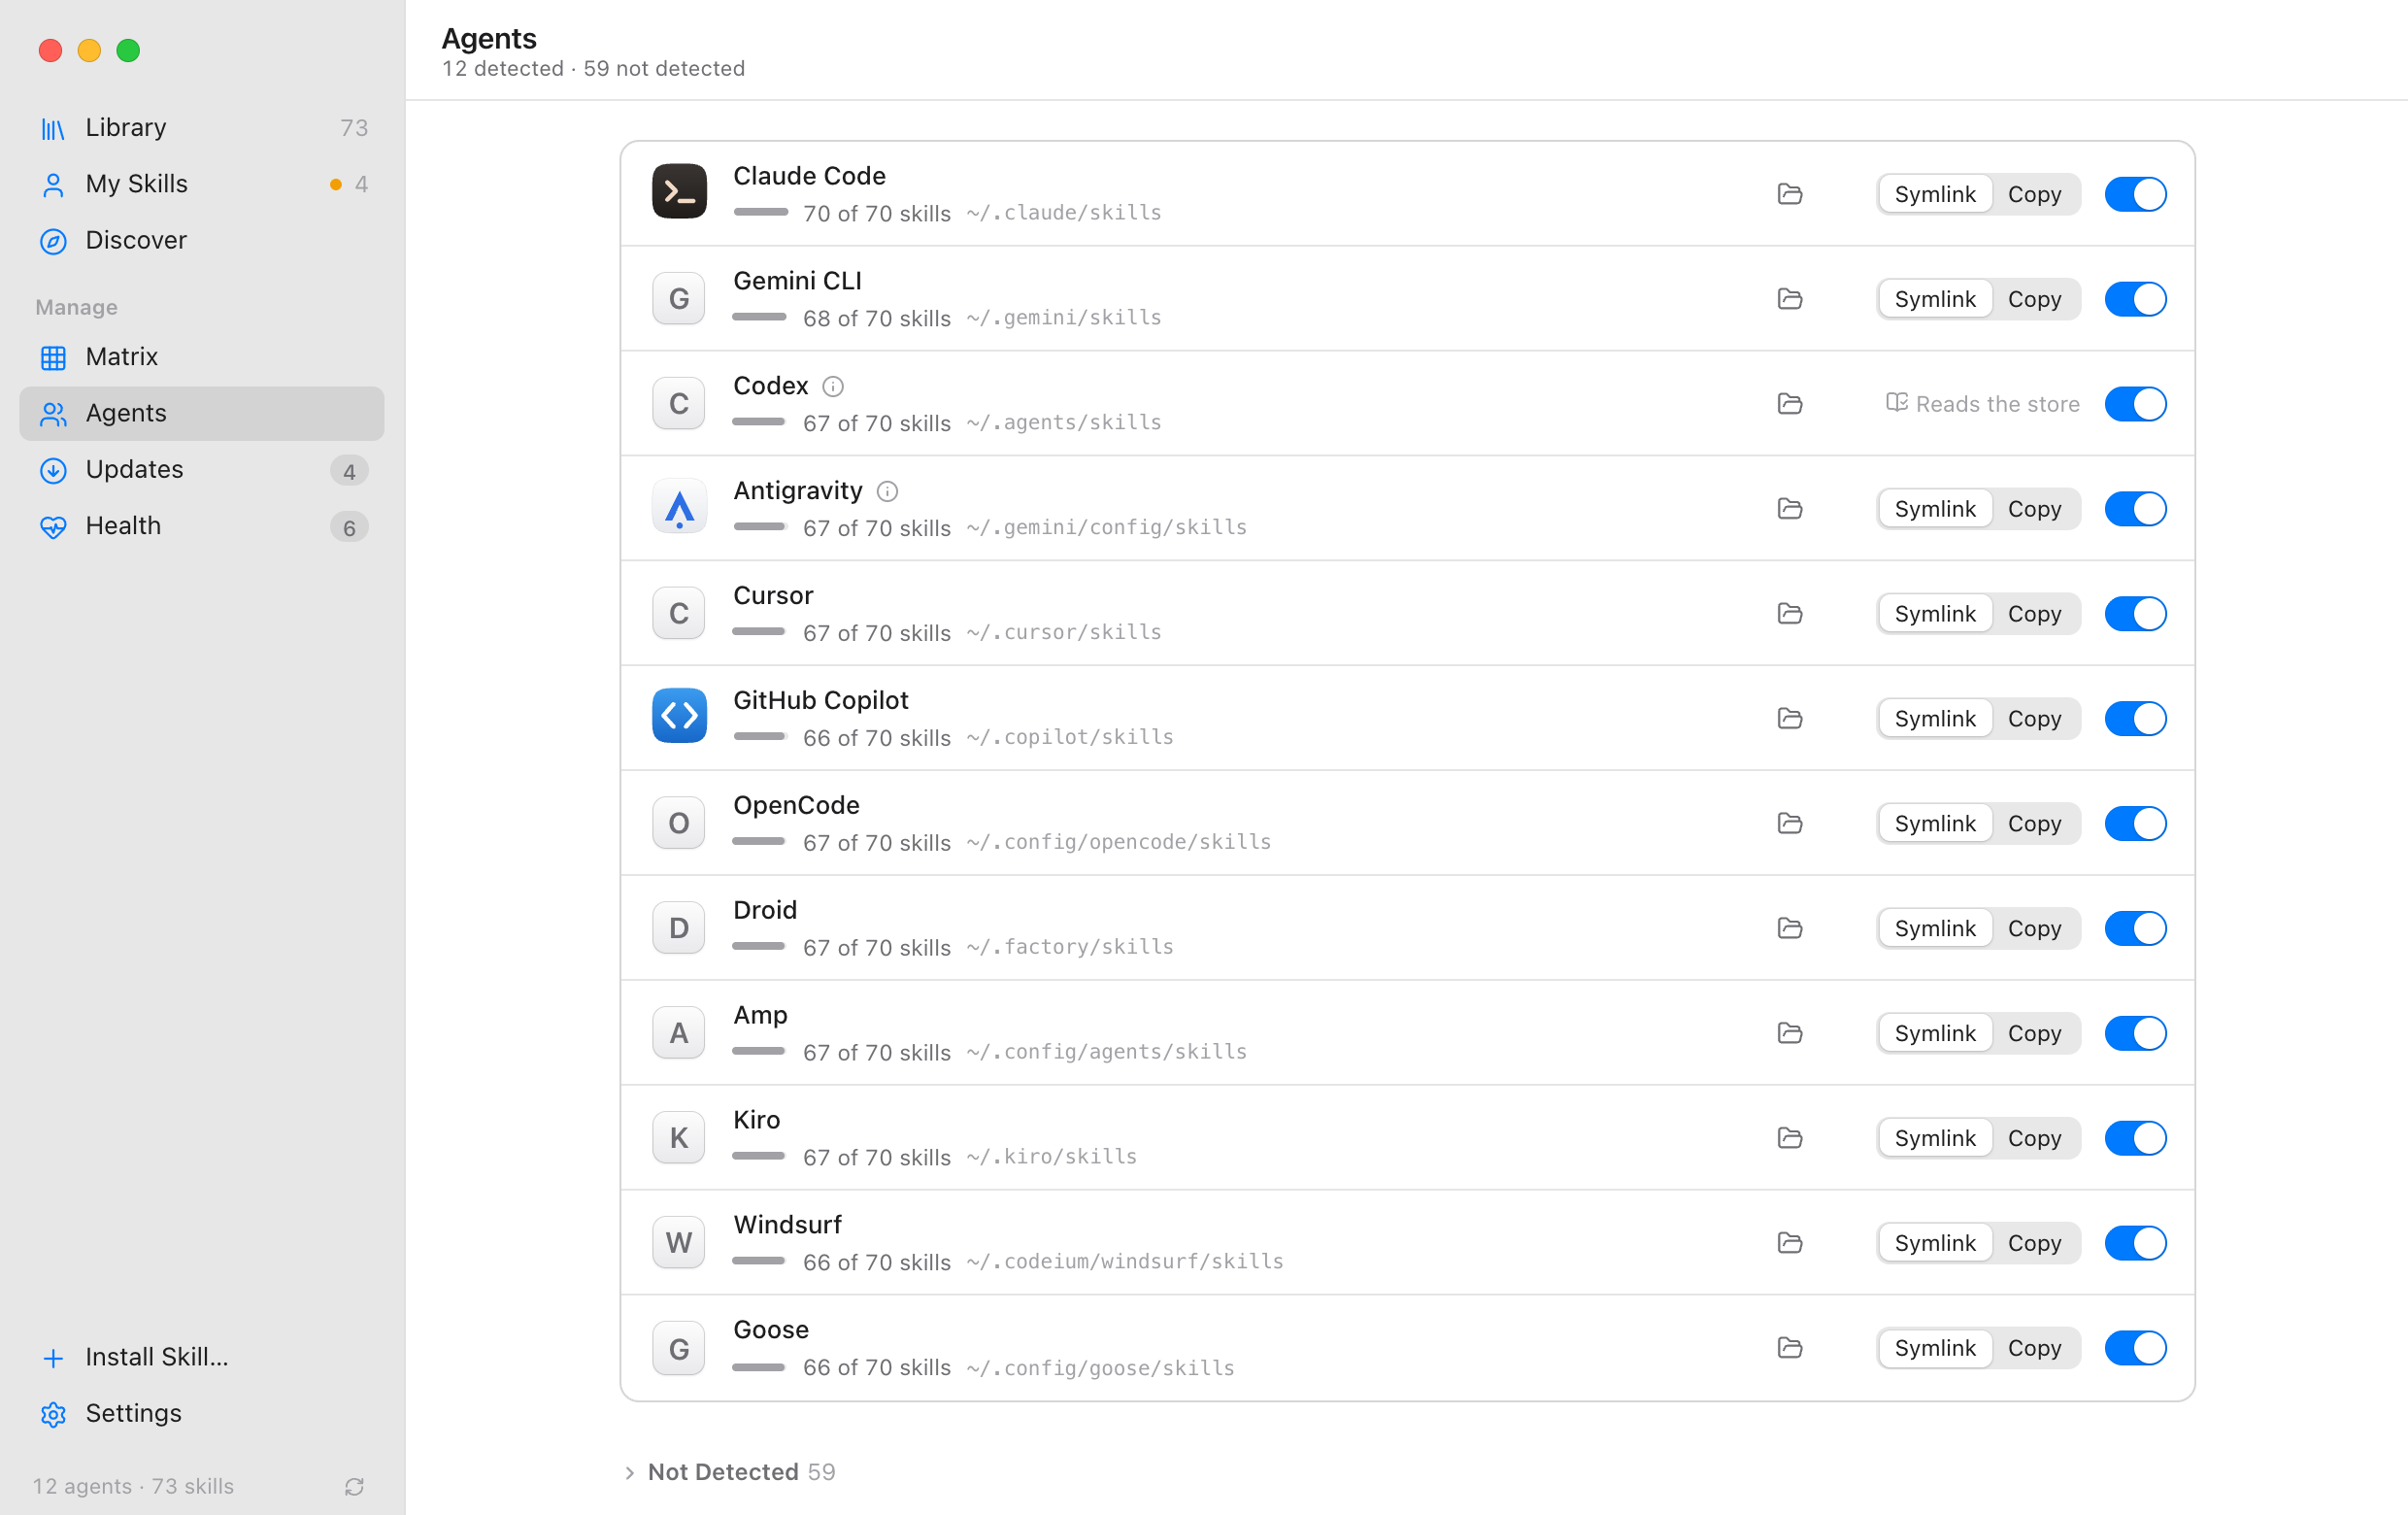 Library 73
My Skills 4
Discover
Manage
Matrix
Agents
Updates 4
Health 6
Install Skill...
Settings
12 agents · 73 skills
Agents
12 detected · 59 not detected
Claude Code
70 of 70 skills ~/.claude/skills
Symlink Copy
G
Gemini CLI
68 of 70 skills ~/.gemini/skills
Symlink Copy
C
Codex
67 of 70 skills ~/.agents/skills
Reads the store
Antigravity
67 of 70 skills ~/.gemini/config/skills
Symlink Copy
C
Cursor
67 of 70 skills ~/.cursor/skills
Symlink Copy
GitHub Copilot
66 of 70 skills ~/.copilot/skills
Symlink Copy
O
OpenCode
67 of 70 skills ~/.config/opencode/skills
Symlink Copy
D
Droid
67 of 70 skills ~/.factory/skills
Symlink Copy
A
Amp
67 of 70 skills ~/.config/agents/skills
Symlink Copy
K
Kiro
67 of 70 skills ~/.kiro/skills
Symlink Copy
W
Windsurf
66 of 70 skills ~/.codeium/windsurf/skills
Symlink Copy
G
Goose
66 of 70 skills ~/.config/goose/skills
Symlink Copy
Not Detected 59